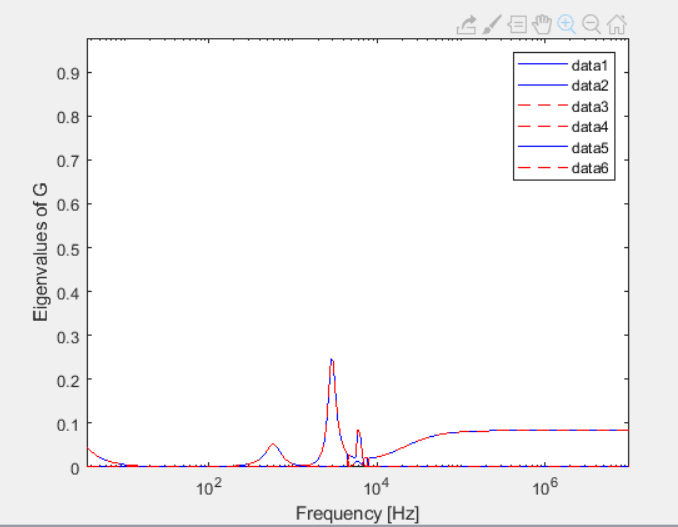 data1
data2
data3
data4
data5
data6
0.9
0.8
0.7
0.6
0.5
0.4
0.3
0.2
0.1
0
Eigenvalues of G
10²
10⁴
10⁶
Frequency [Hz]